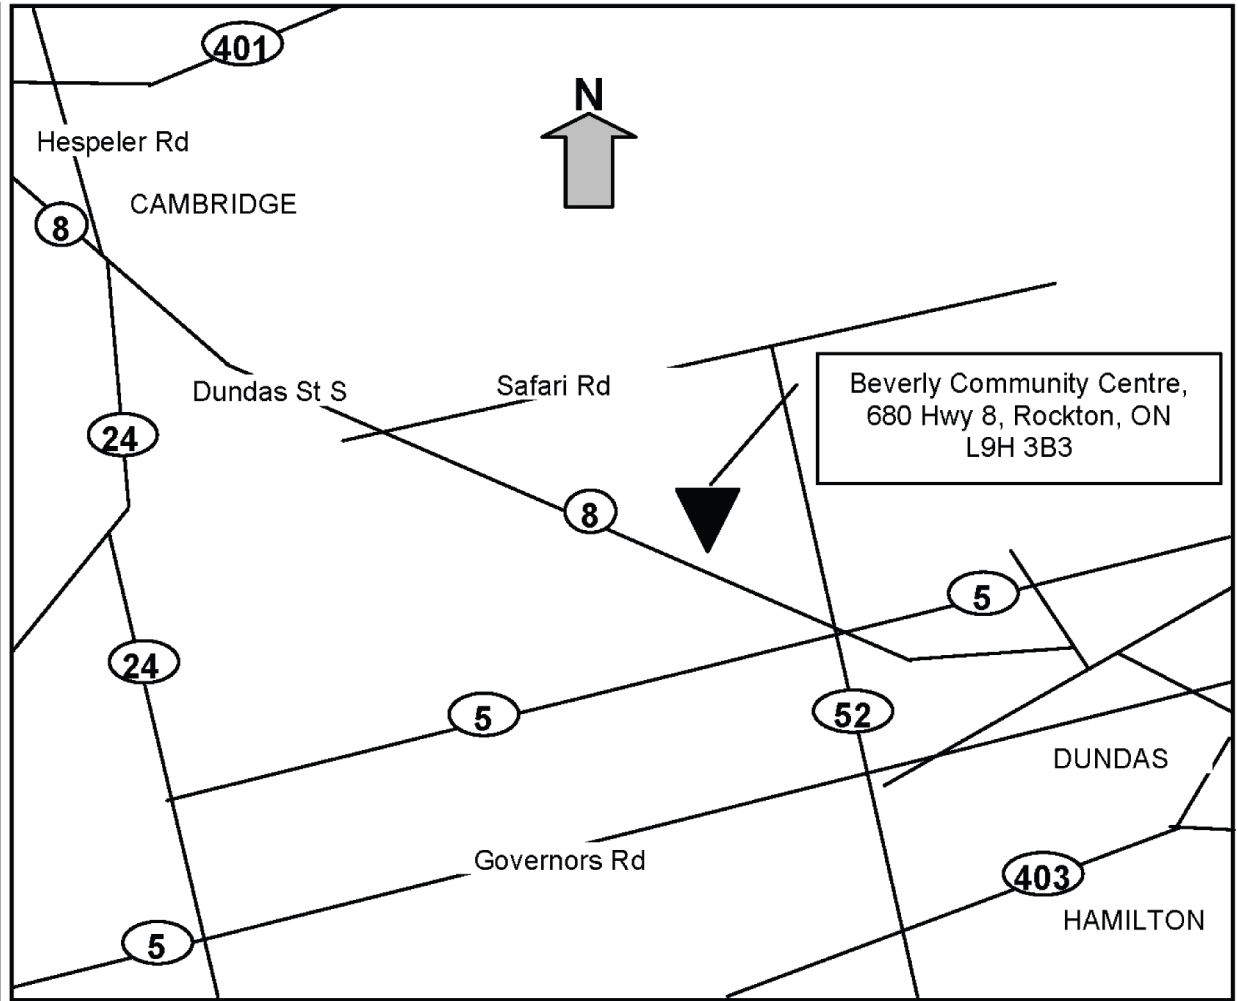 401
N
Hespeler Rd
CAMBRIDGE
8
Dundas St S
Safari Rd
Beverly Community Centre,
680 Hwy 8, Rockton, ON
L9H 3B3
24
8
5
24
5
52
DUNDAS
Governors Rd
403
HAMILTON
5